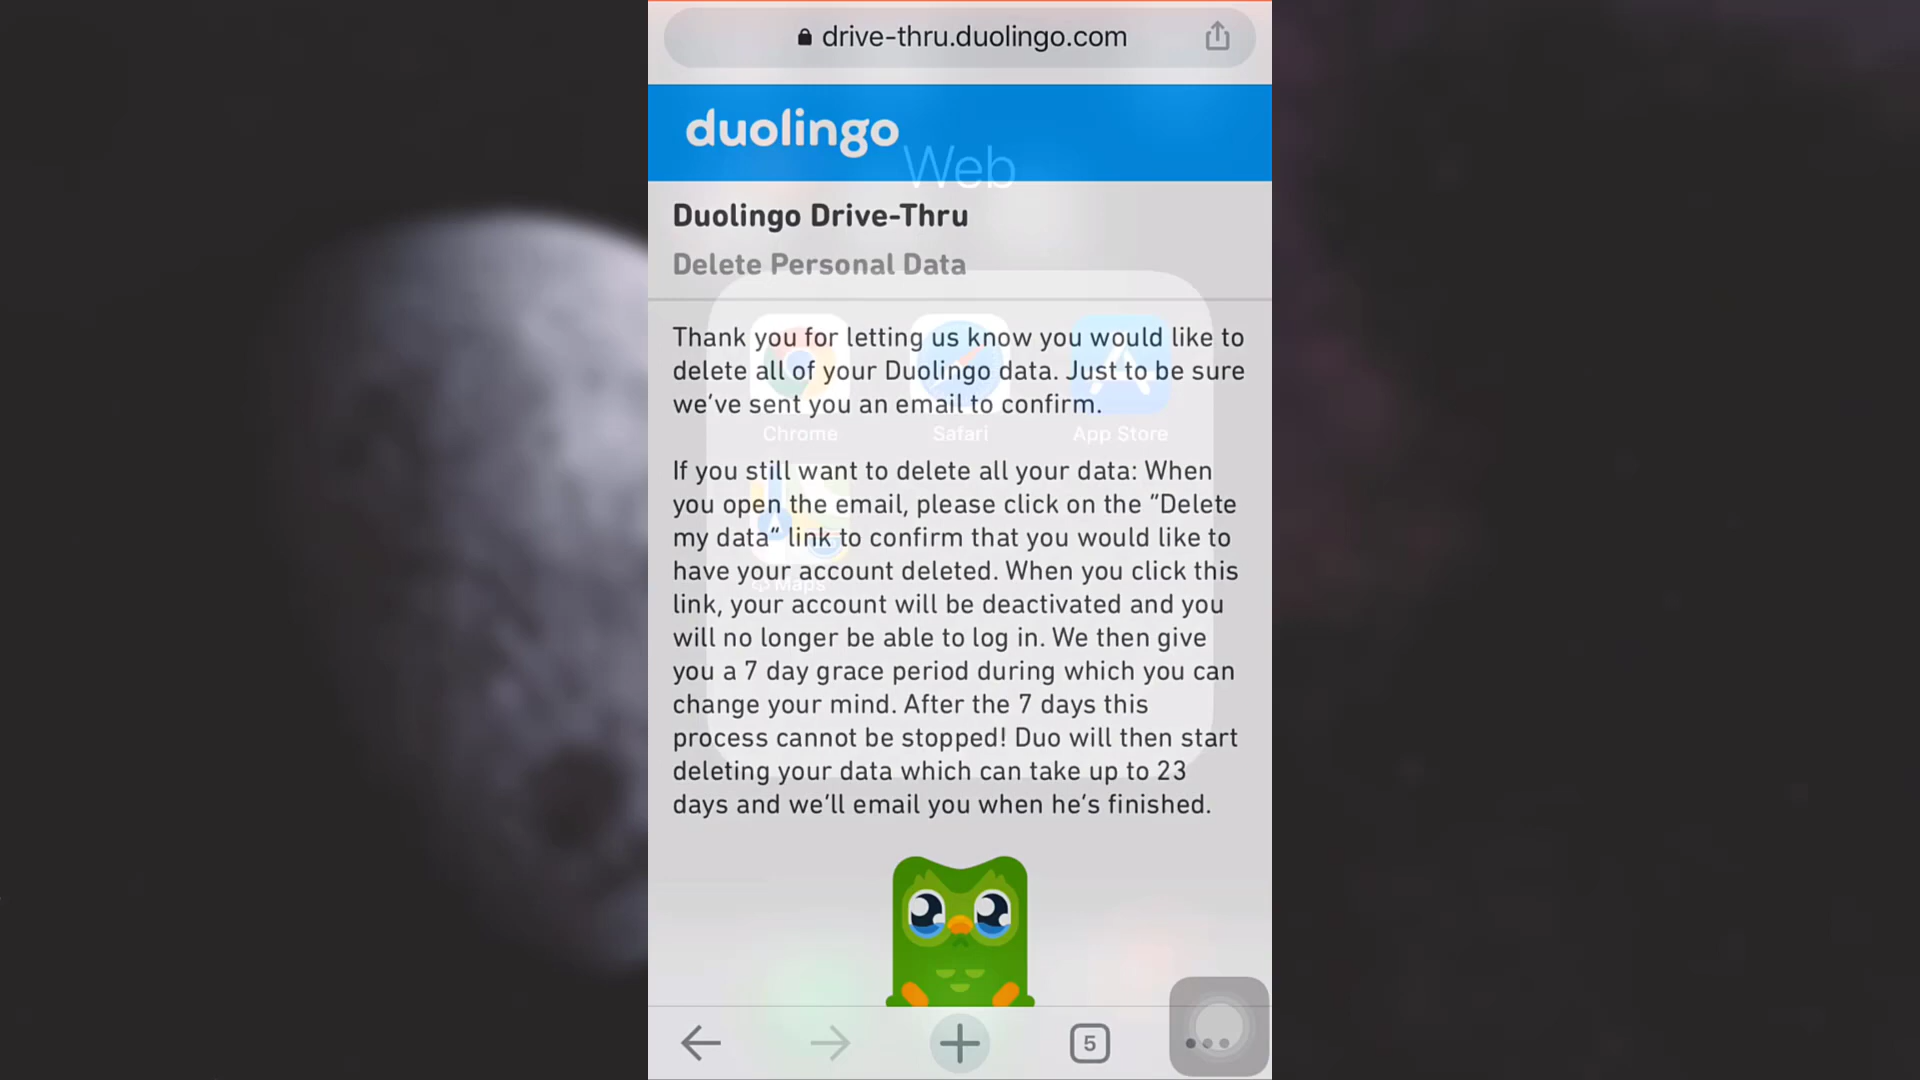 drive-thru.duolingo.com
duolingo
Web
Duolingo Drive-Thru
Delete Personal Data
Thank you for letting us know you would like to
delete all of your Duolingo data. Just to be sure
we’ve sent you an email to confirm.
Chrome Safari App Store
If you still want to delete all your data: When
you open the email, please click on the “Delete
my data“ link to confirm that you would like to
have your account deleted. When you click this
Maps
link, your account will be deactivated and you
will no longer be able to log in. We then give
you a 7 day grace period during which you can
change your mind. After the 7 days this
process cannot be stopped! Duo will then start
deleting your data which can take up to 23
days and we’ll email you when he’s finished.
5